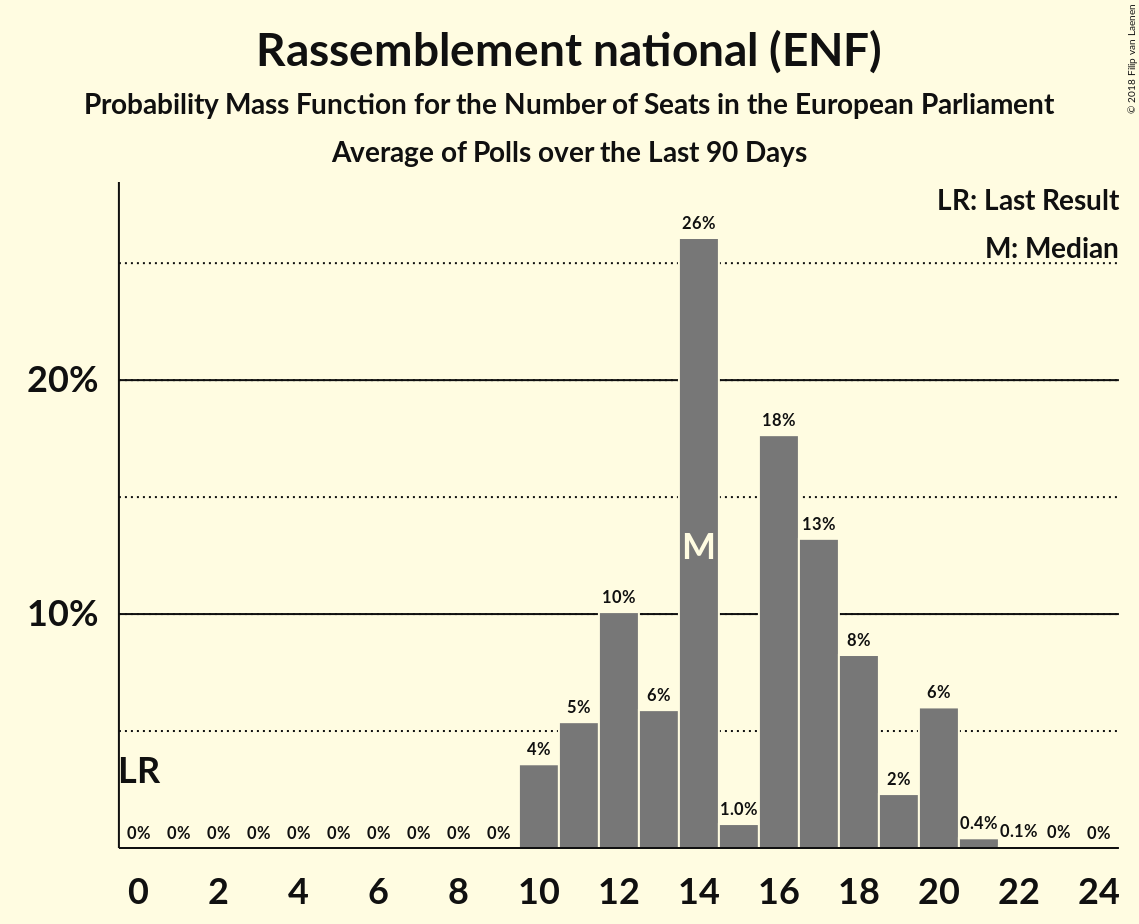 Rassemblement national (ENF)
Probability Mass Function for the Number of Seats in the European Parliament
Average of Polls over the Last 90 Days
© 2018 Filip van Laenen
LR: Last Result
M: Median
26%
20%
18%
13%
M
10%
10%
8%
6%
6%
5%
4%
LR
2%
1.0%
0% 0% 0% 0% 0% 0% 0% 0% 0% 0% 0.4% 0.1% 0% 0%
0 2 4 6 8 10 12 14 16 18 20 22 24